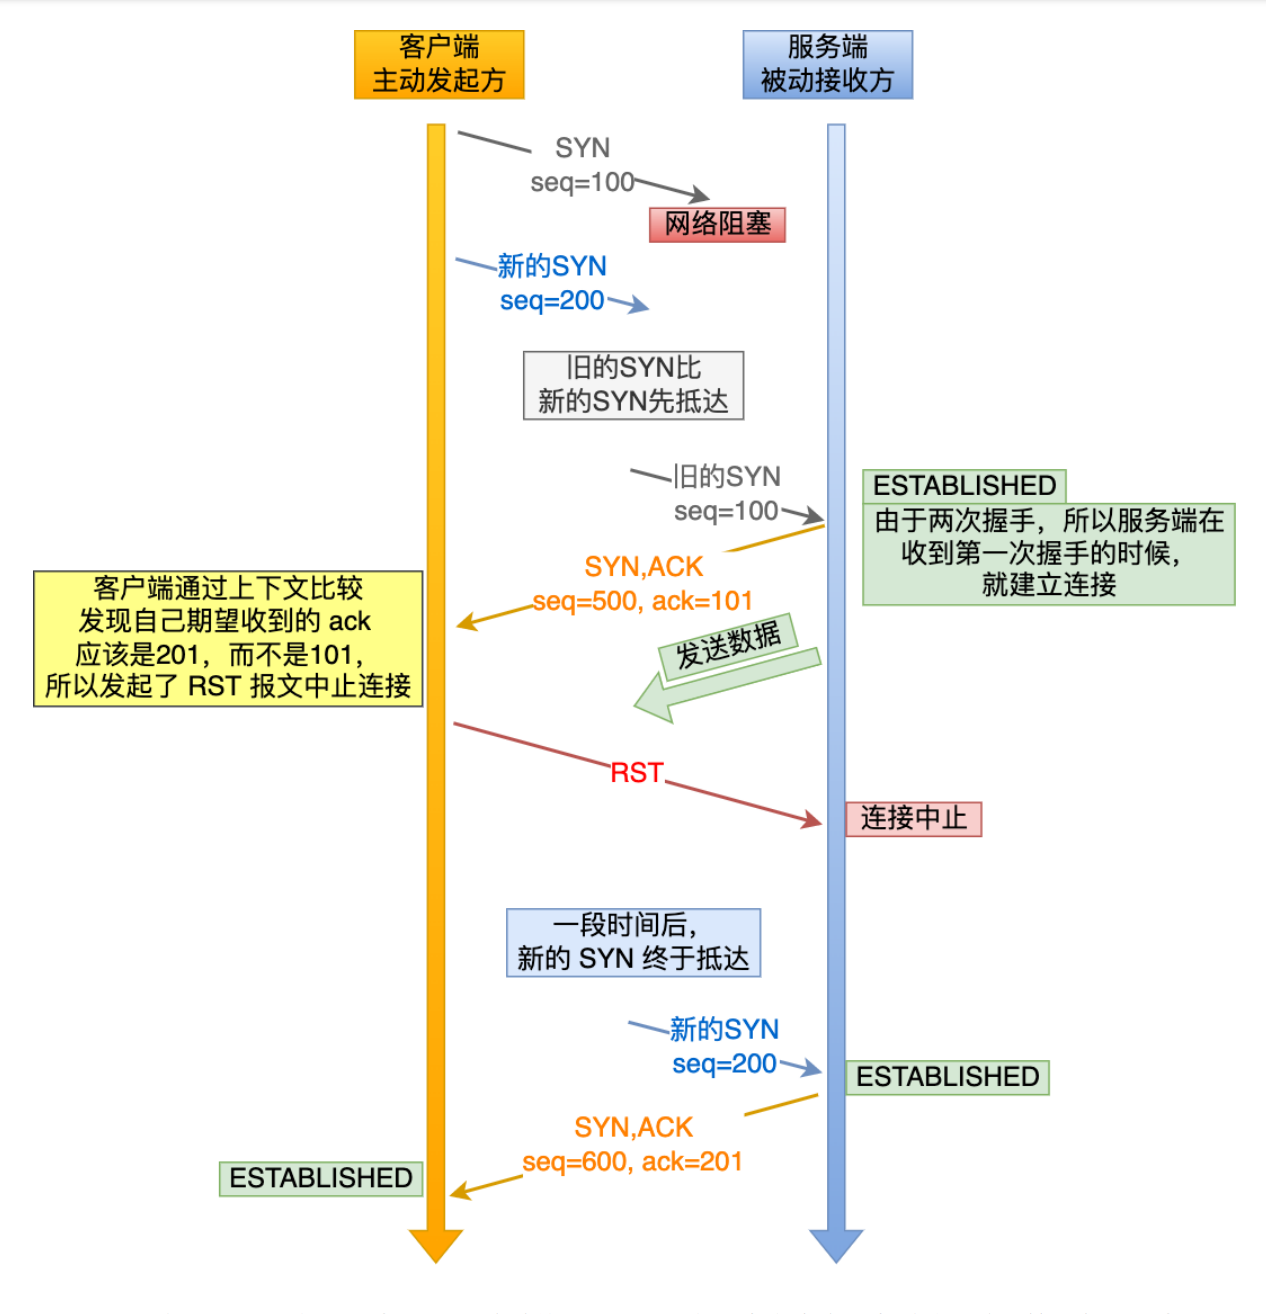 客户端
主动发起方
服务端
被动接收方
SYN
seq=100
网络阻塞
新的SYN
seq=200
旧的SYN比
新的SYN先抵达
旧的SYN
seq=100
ESTABLISHED
由于两次握手，所以服务端在
收到第一次握手的时候，
就建立连接
SYN,ACK
seq=500, ack=101
客户端通过上下文比较
发现自己期望收到的 ack
应该是201，而不是101，
所以发起了 RST 报文中止连接
发送数据
RST
连接中止
一段时间后，
新的 SYN 终于抵达
新的SYN
seq=200
ESTABLISHED
SYN,ACK
seq=600, ack=201
ESTABLISHED